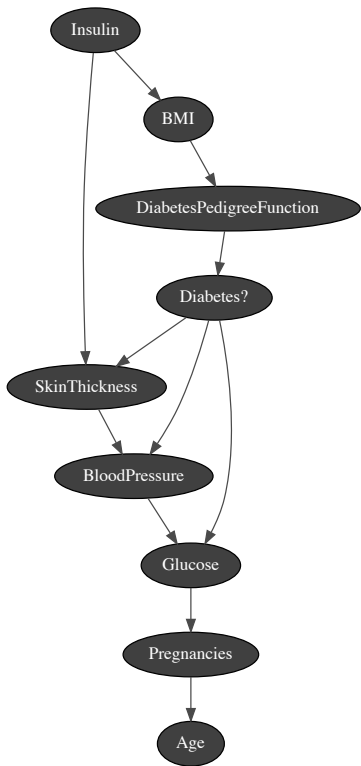 Insulin
BMI
DiabetesPedigreeFunction
Diabetes?
SkinThickness
BloodPressure
Glucose
Pregnancies
Age